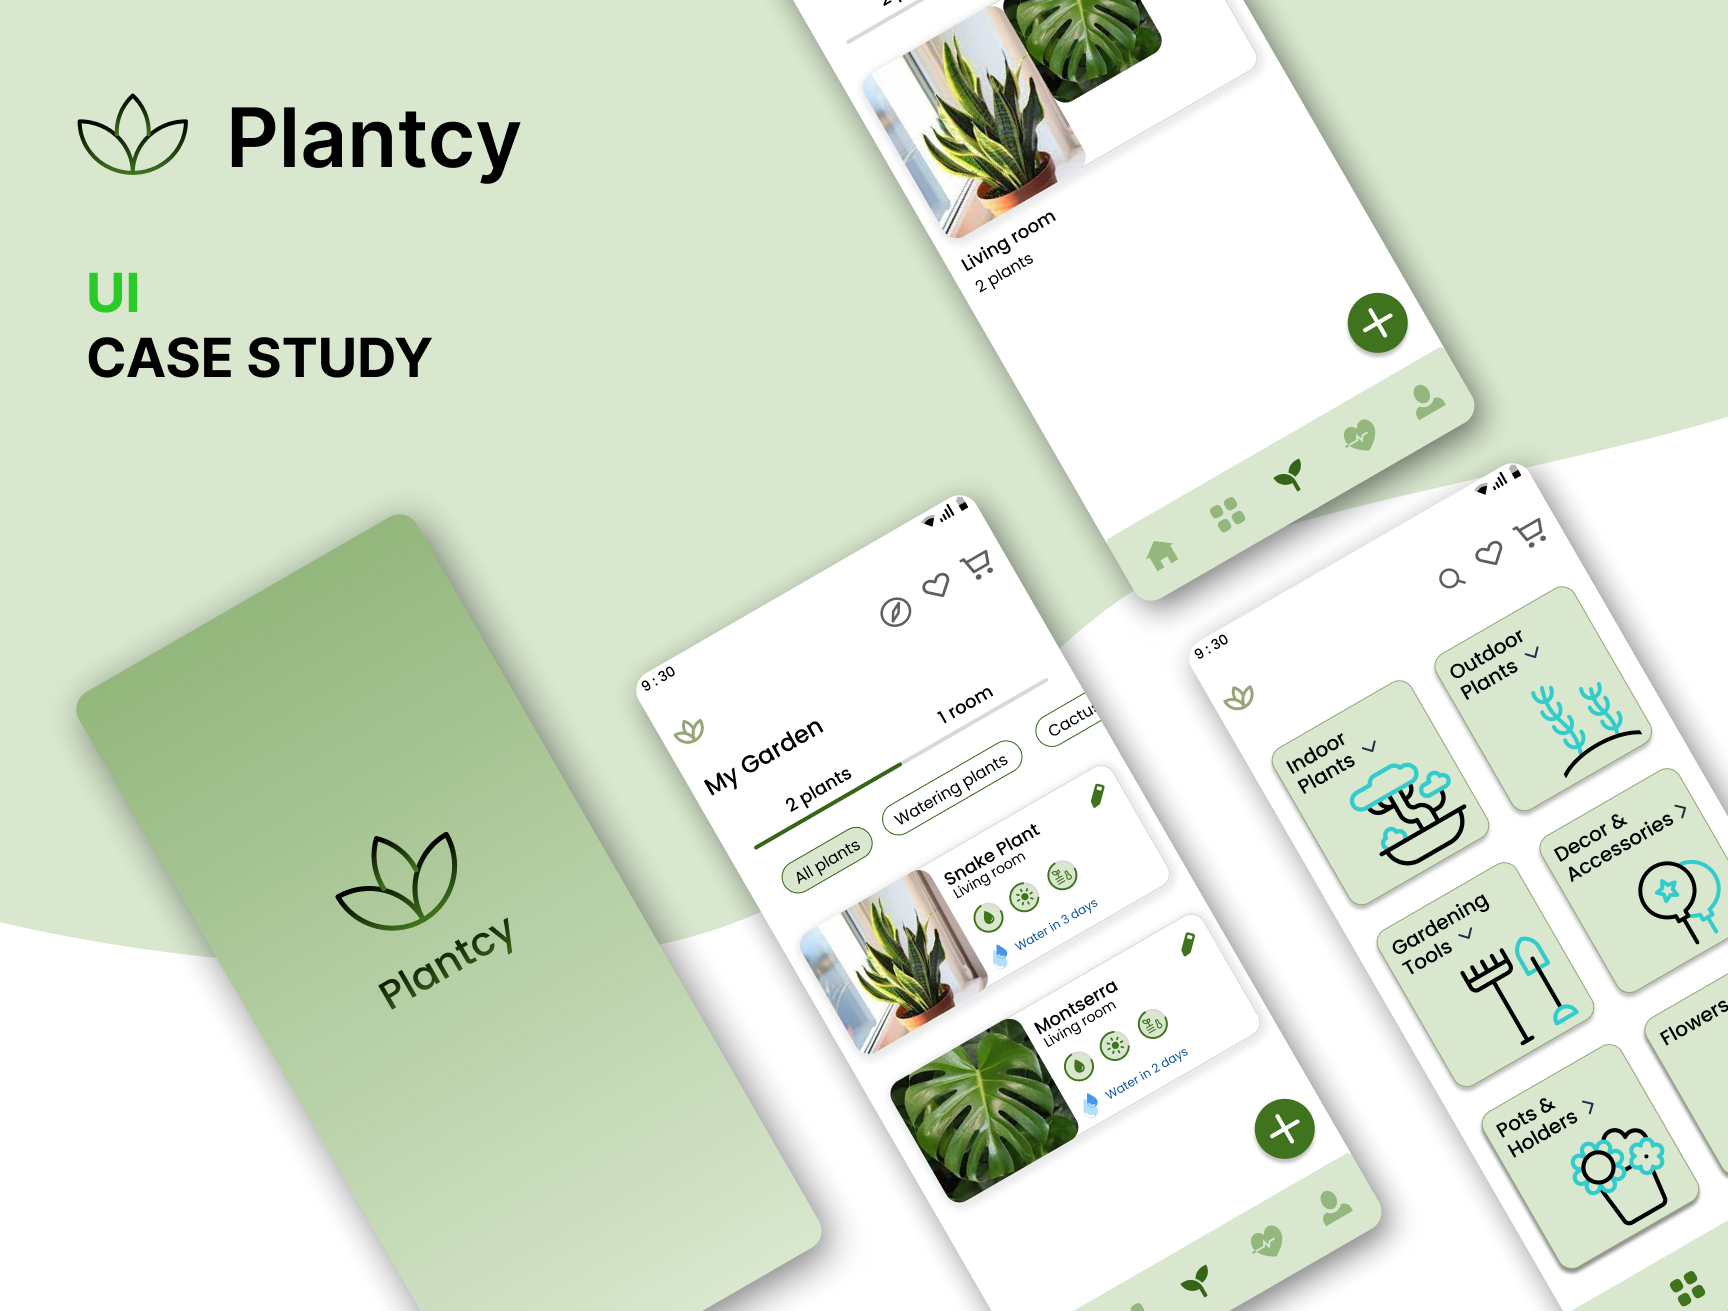 Plantcy
UI
CASE STUDY
Living room
2 plants
Plantcy
9:30
My Garden
2 plants
1 room
All plants
Watering plants
Snake Plant
Living room
Water in 3 days
Montserra
Living room
Water in 2 days
9:30
Indoor
Plants
Outdoor
Plants
Gardening
Tools
Decor &
Accessories
Pots &
Holders
Flowers